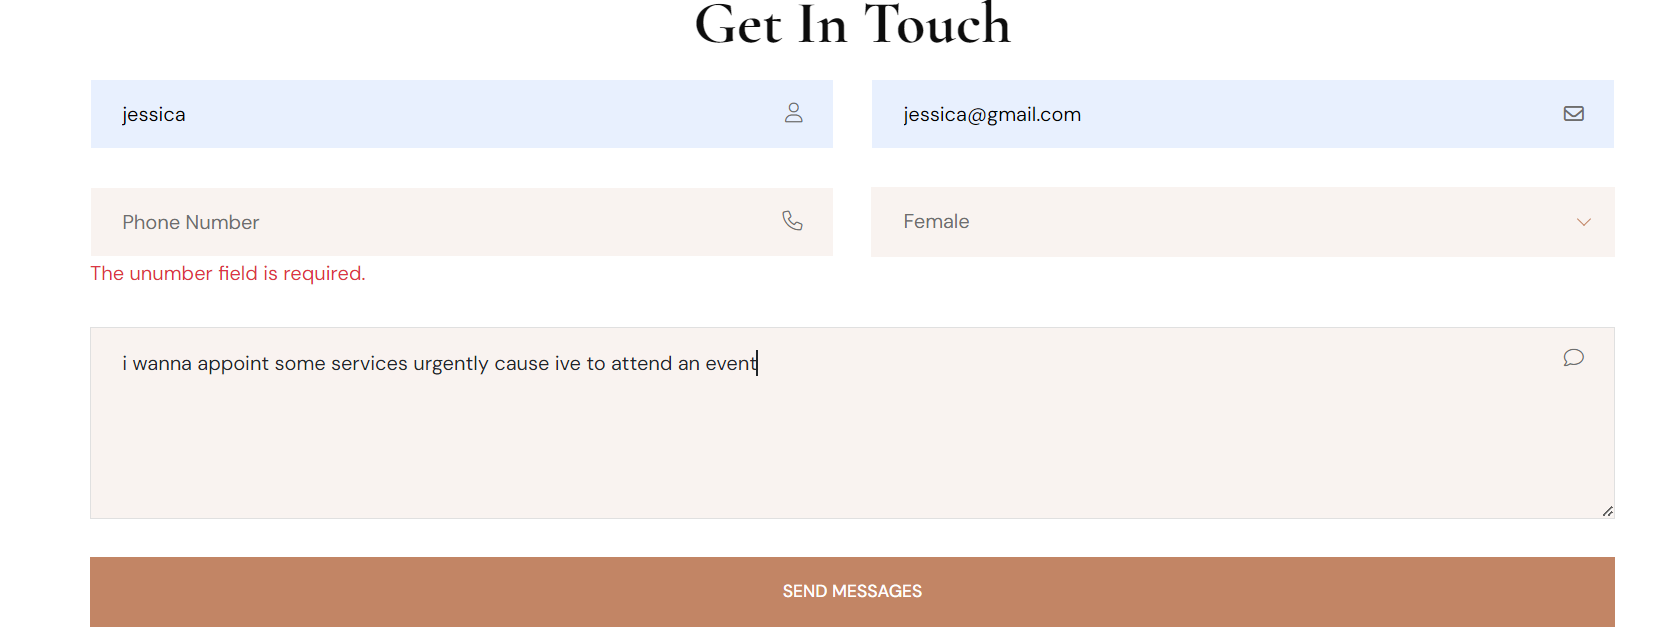 Get In Touch
jessica
jessica@gmail.com
Phone Number
Female
The unumber field is required.
i wanna appoint some services urgently cause ive to attend an event
SEND MESSAGES